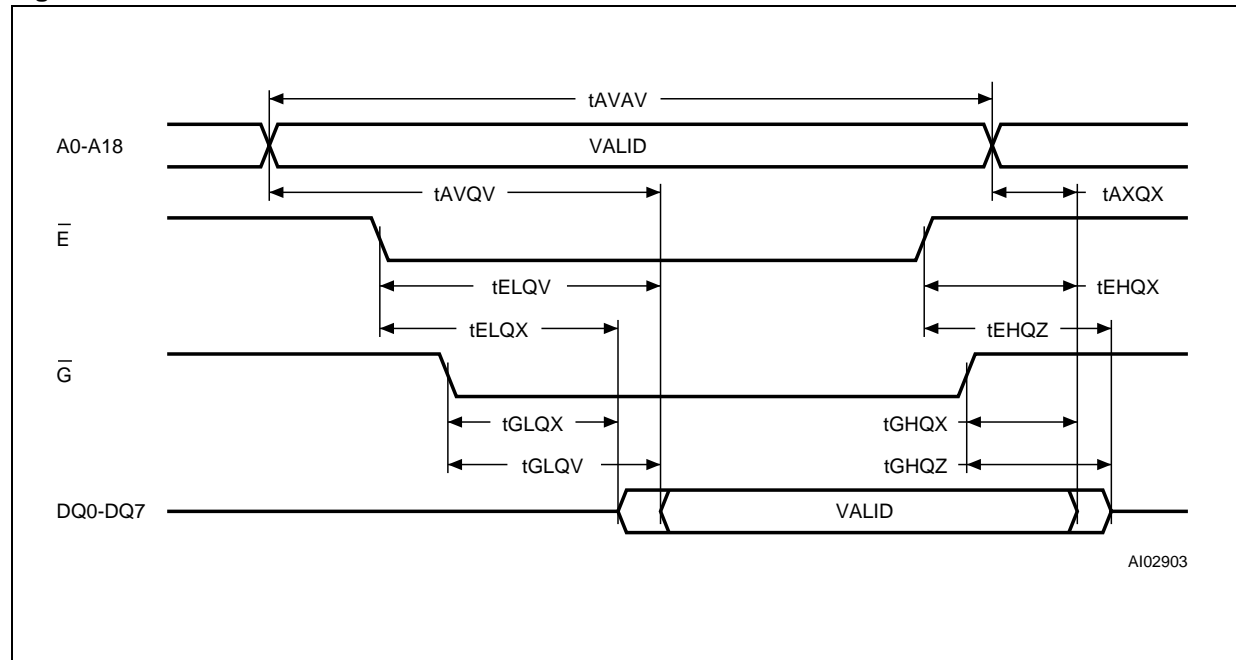 tAVAV
A0-A18
VALID
tAVQV
tAXQX
E̅
tELQV
tEHQX
tELQX
tEHQZ
G̅
tGLQX
tGHQX
tGLQV
tGHQZ
DQ0-DQ7
VALID
AI02903